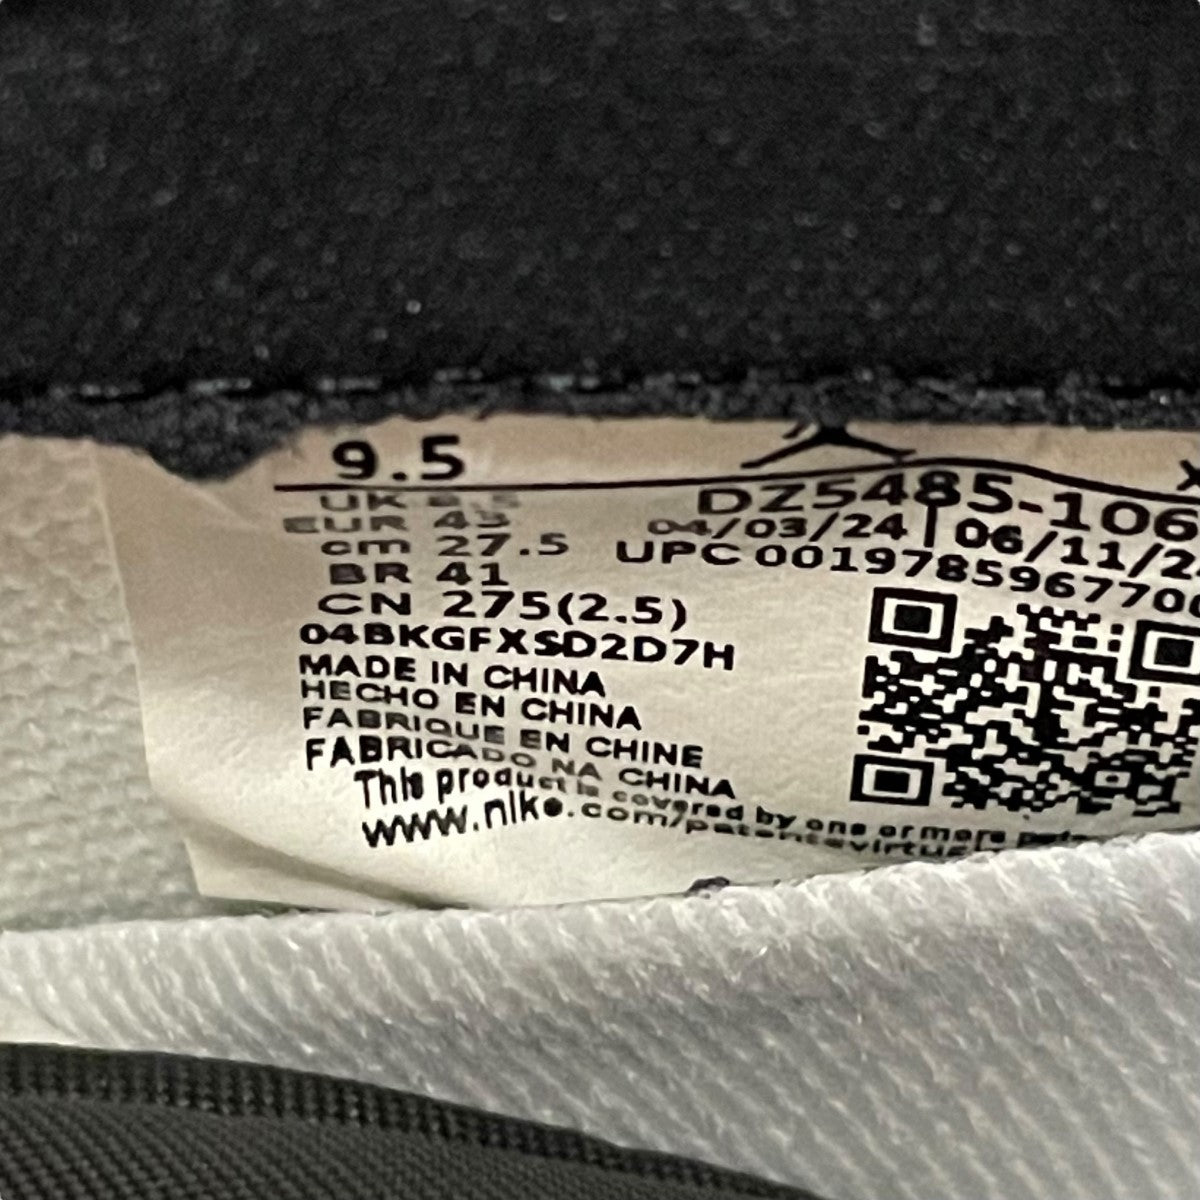 9.5
UK 8.5
EUR 43
cm 27.5
BR 41
CN 275(2.5)
04BKGFXSD2D7H
MADE IN CHINA
HECHO EN CHINA
FABRIQUE EN CHINE
FABRICADO NA CHINA
This product is covered by one or more
www.nike.com/patents
DZ5485-106
04/03/24 | 06/11/2
UPC 001978596770